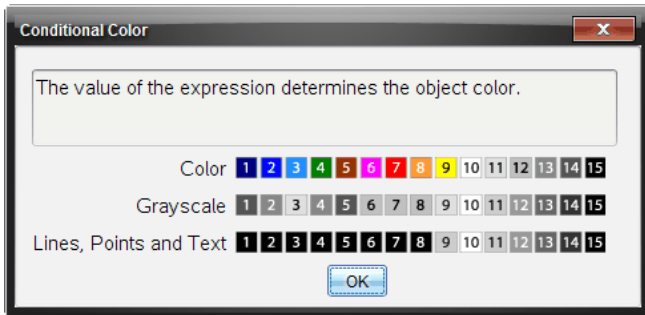 Conditional Color
x
The value of the expression determines the object color.
Color 1 2 3 4 5 6 7 8 9 10 11 12 13 14 15
Grayscale 1 2 3 4 5 6 7 8 9 10 11 12 13 14 15
Lines, Points and Text 1 2 3 4 5 6 7 8 9 10 11 12 13 14 15
OK